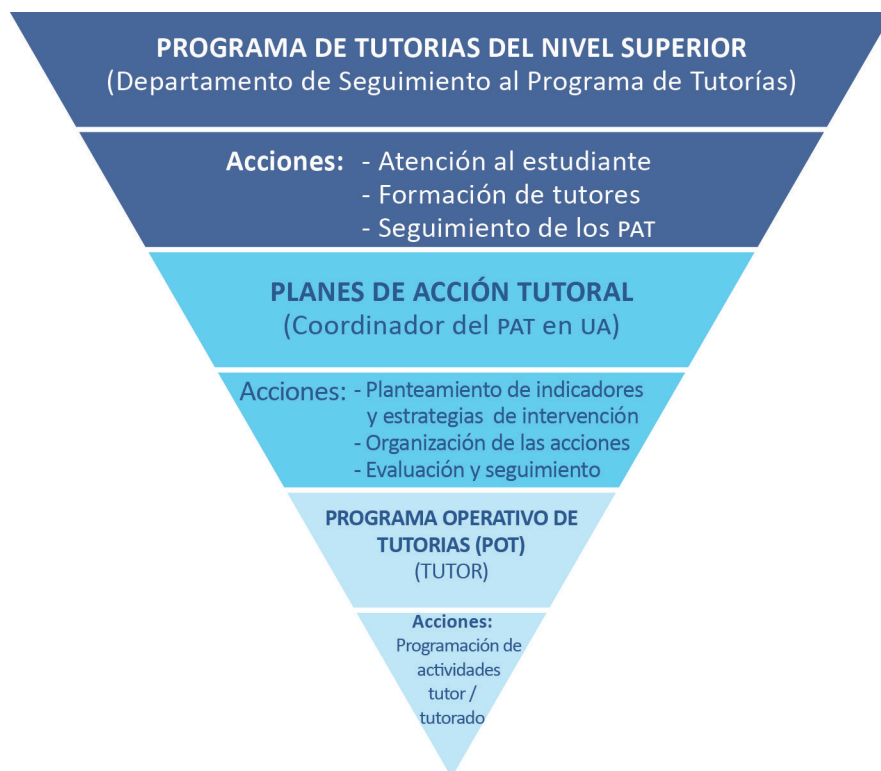 PROGRAMA DE TUTORIAS DEL NIVEL SUPERIOR
(Departamento de Seguimiento al Programa de Tutorías)
Acciones: - Atención al estudiante
- Formación de tutores
- Seguimiento de los PAT
PLANES DE ACCIÓN TUTORAL
(Coordinador del PAT en UA)
Acciones: - Planteamiento de indicadores
y estrategias de intervención
- Organización de las acciones
- Evaluación y seguimiento
PROGRAMA OPERATIVO DE
TUTORIAS (POT)
(TUTOR)
Acciones:
Programación de
actividades
tutor /
tutorado